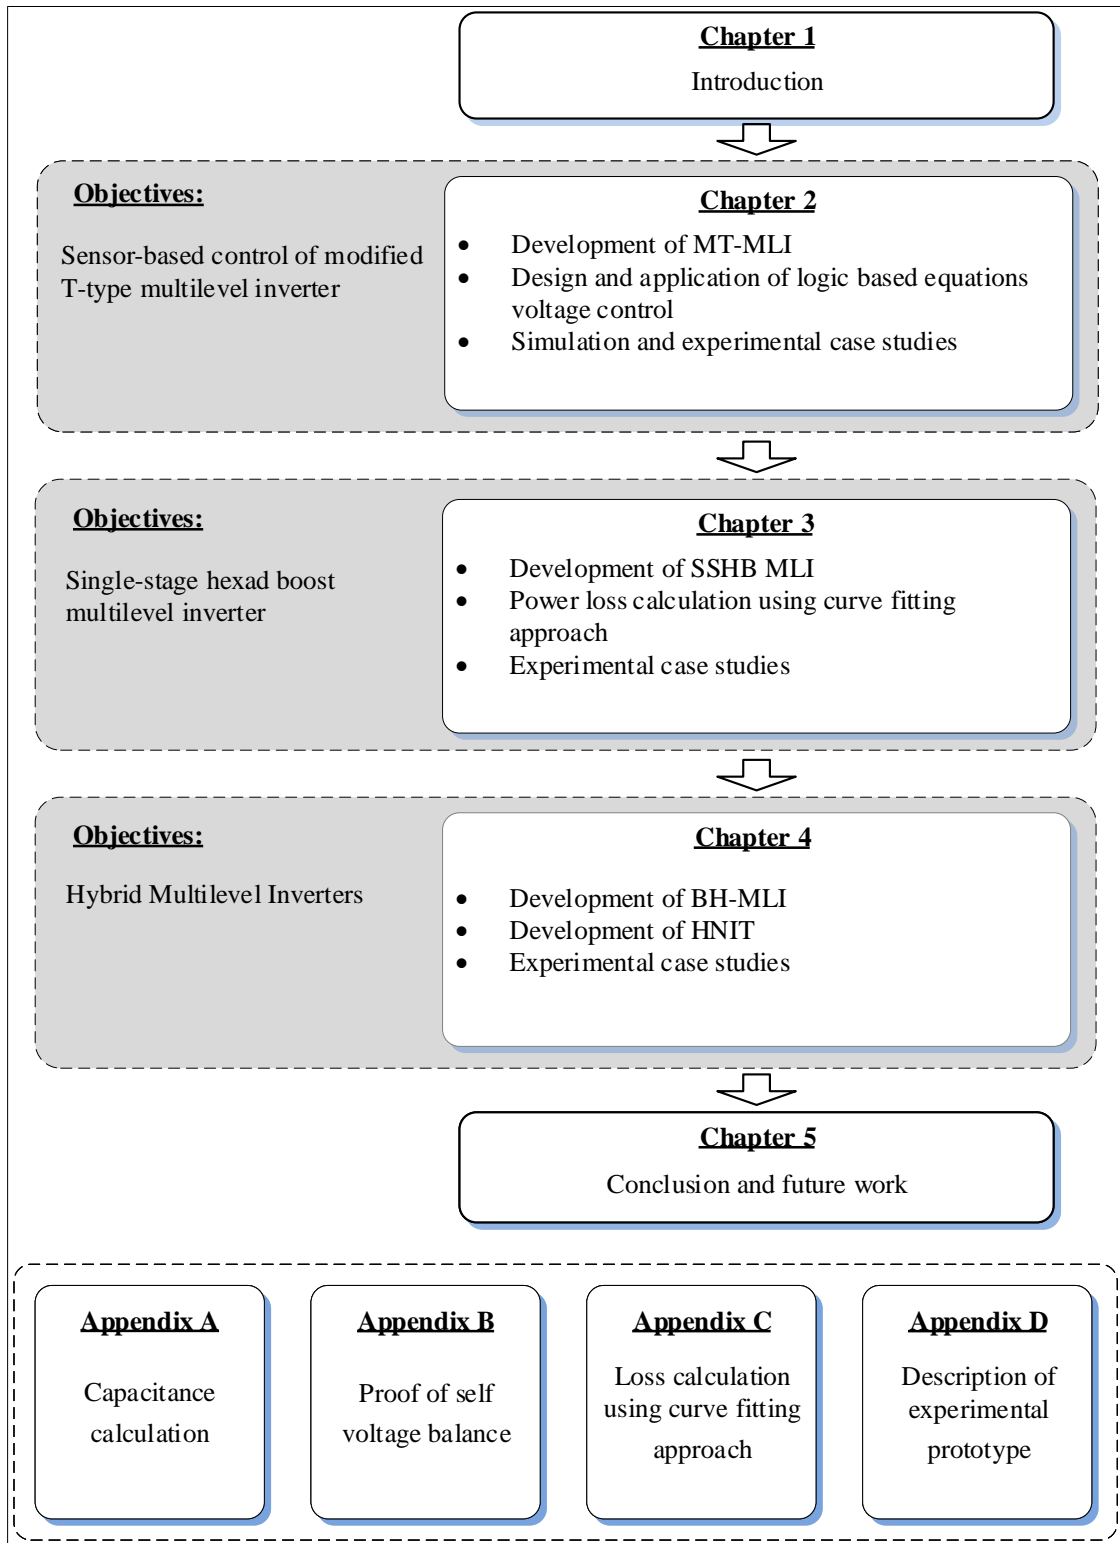 Chapter 1
Introduction
Objectives:
Sensor-based control of modified
T-type multilevel inverter
Chapter 2
• Development of MT-MLI
• Design and application of logic based equations
voltage control
• Simulation and experimental case studies
Objectives:
Single-stage hexad boost
multilevel inverter
Chapter 3
• Development of SSHB MLI
• Power loss calculation using curve fitting
approach
• Experimental case studies
Objectives:
Hybrid Multilevel Inverters
Chapter 4
• Development of BH-MLI
• Development of HNIT
• Experimental case studies
Chapter 5
Conclusion and future work
Appendix A
Capacitance
calculation
Appendix B
Proof of self
voltage balance
Appendix C
Loss calculation
using curve fitting
approach
Appendix D
Description of
experimental
prototype